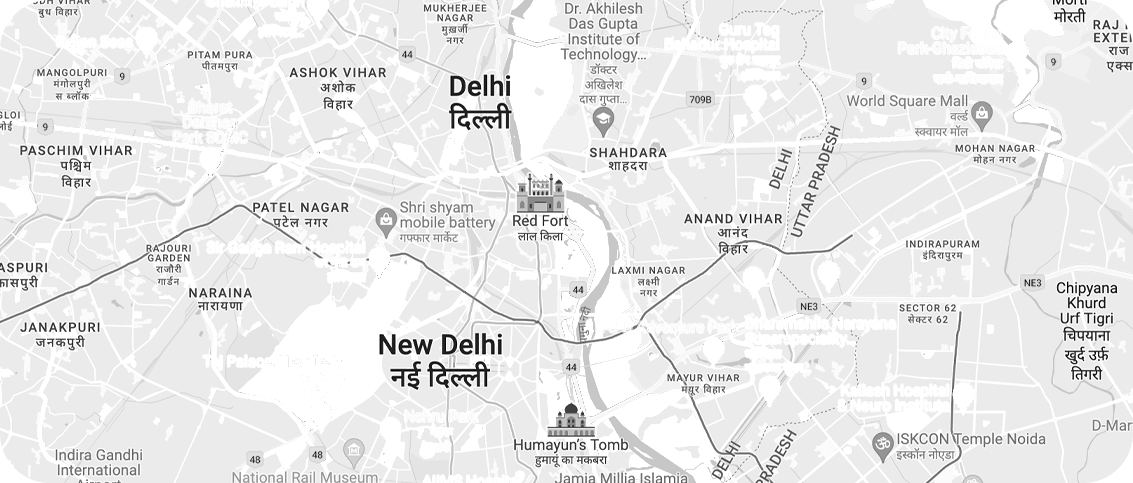 बुध विहार
MUKHERJEE
NAGAR
मुखर्जी
नगर
Dr. Akhilesh
Das Gupta
Institute of
Technology...
डॉक्टर
अखिलेश
दास गुप्ता...
मोरती
RAJ
EXTE
राज
एक्स
PITAM PURA
पीतमपुरा
44
MANGOLPURI
मंगोलपुरी
स ब्लॉक
9
ASHOK VIHAR
अशोक
विहार
Delhi
दिल्ली
709B
9
9
World Square Mall
वर्ल्ड
स्क्वायर मॉल
9
PASCHIM VIHAR
पश्चिम
विहार
SHAHDARA
शाहदरा
MOHAN NAGAR
मोहन नगर
DELHI
UTTAR PRADESH
PATEL NAGAR
पटेल नगर
Shri shyam
mobile battery
गफ्फार मार्केट
Red Fort
लाल किला
ANAND VIHAR
आनंद
विहार
RAJOURI
GARDEN
राजौरी
गार्डन
INDIRAPURAM
इंदिरापुरम
ASPURI
LAXMI NAGAR
लक्ष्मी
नगर
NARAINA
नारायणा
44
NE3
NE3
SECTOR 62
सेक्टर 62
Chipyana
Khurd
Urf Tigri
चिपयाना
खुर्द उर्फ़
तिगरी
JANAKPURI
जनकपुरी
New Delhi
नई दिल्ली
44
MAYUR VIHAR
मयूर विहार
Humayun's Tomb
हुमायूं का मकबरा
ISKCON Temple Noida
इस्कॉन नोएडा
D-Mar
DELHI
PRADESH
Indira Gandhi
International
48
48
National Rail Museum
Jamia Millia Islamia